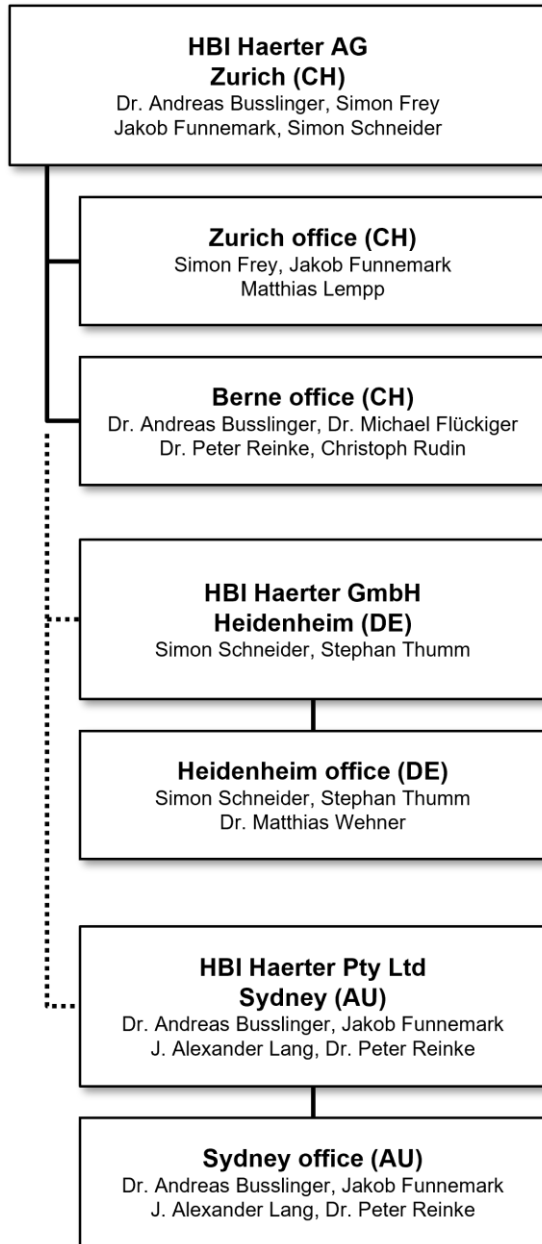 HBI Haerter AG
Zurich (CH)
Dr. Andreas Busslinger, Simon Frey
Jakob Funnemark, Simon Schneider
Zurich office (CH)
Simon Frey, Jakob Funnemark
Matthias Lempp
Berne office (CH)
Dr. Andreas Busslinger, Dr. Michael Flückiger
Dr. Peter Reinke, Christoph Rudin
HBI Haerter GmbH
Heidenheim (DE)
Simon Schneider, Stephan Thumm
Heidenheim office (DE)
Simon Schneider, Stephan Thumm
Dr. Matthias Wehner
HBI Haerter Pty Ltd
Sydney (AU)
Dr. Andreas Busslinger, Jakob Funnemark
J. Alexander Lang, Dr. Peter Reinke
Sydney office (AU)
Dr. Andreas Busslinger, Jakob Funnemark
J. Alexander Lang, Dr. Peter Reinke